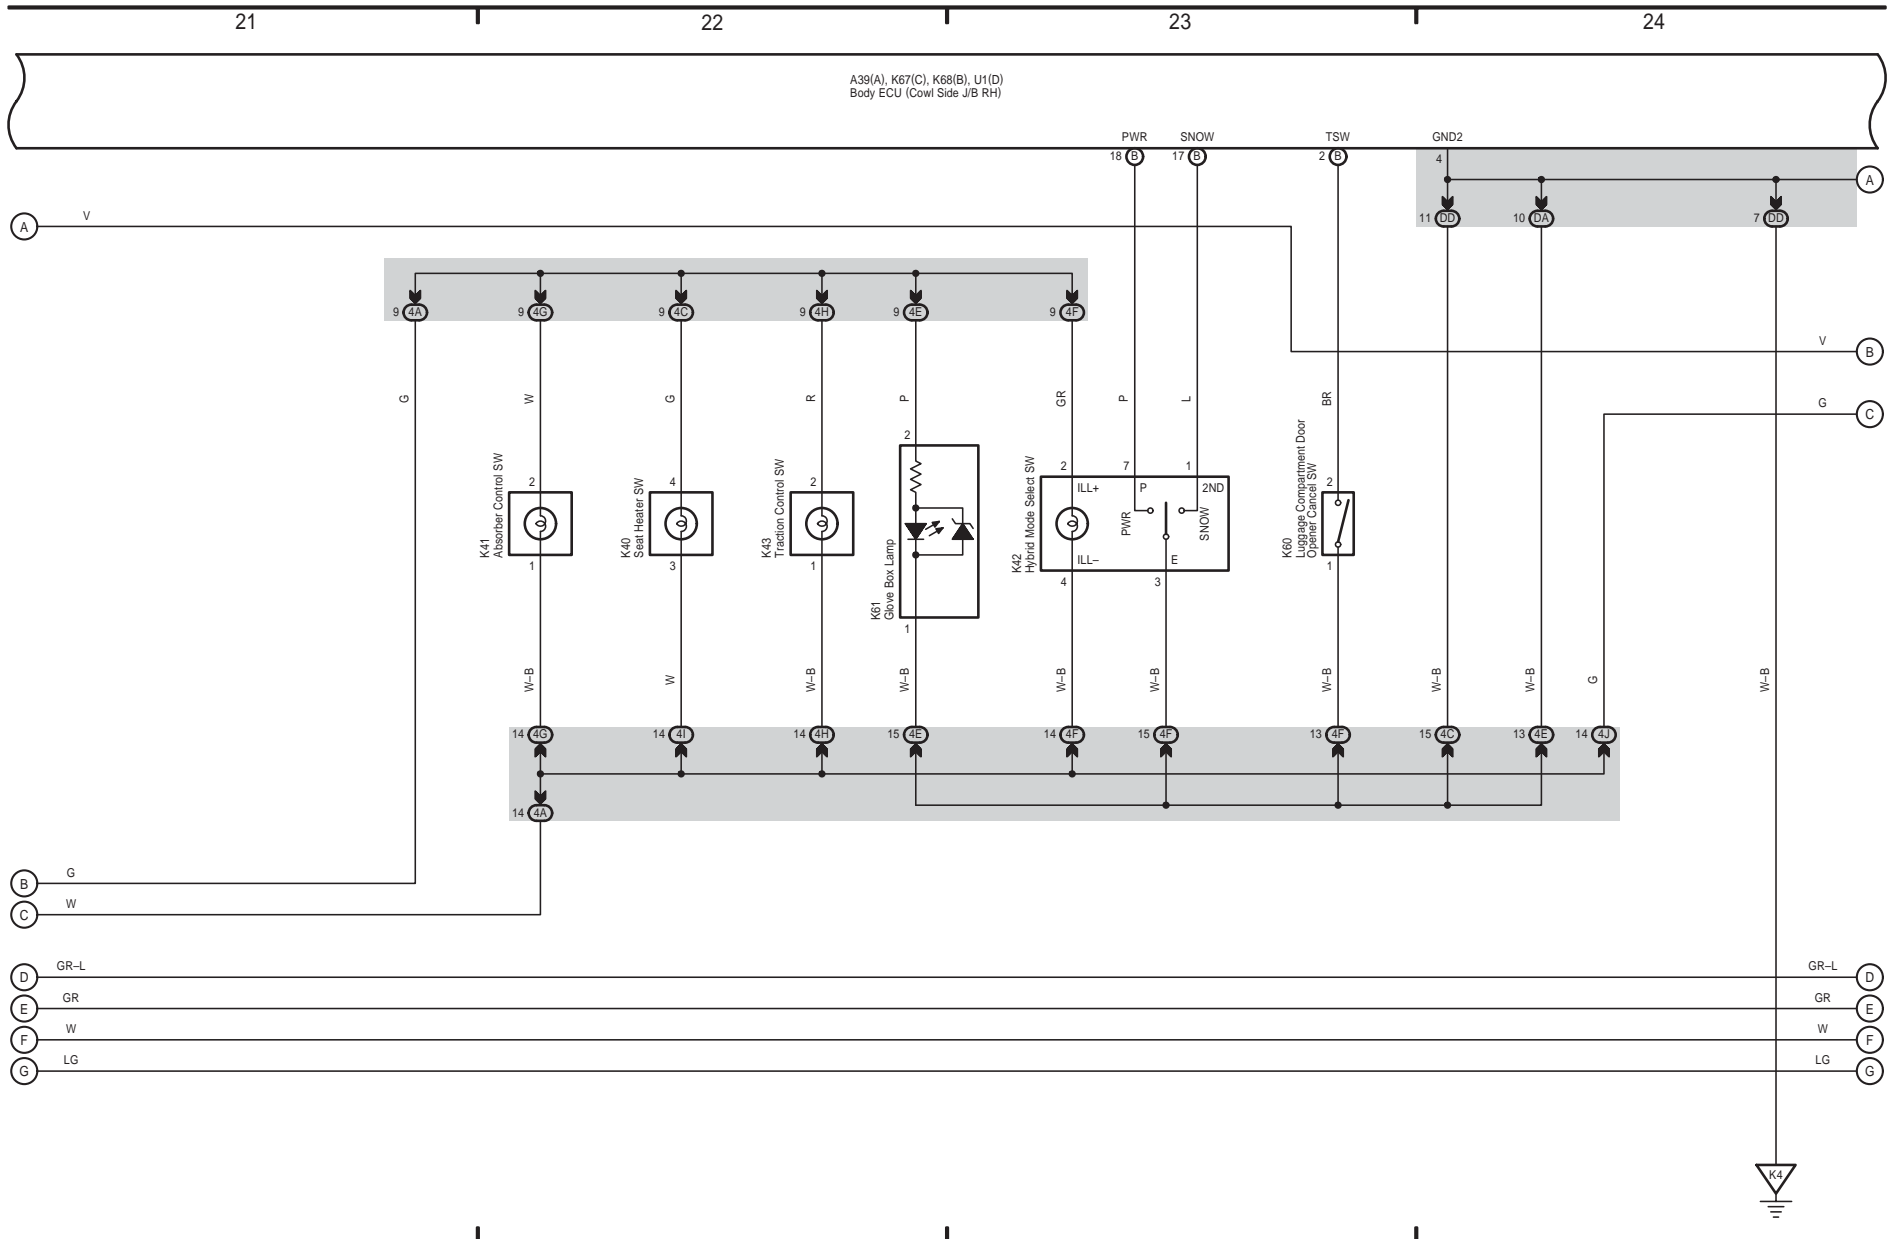 21 22 23 24
A39(A), K67(C), K68(B), U1(D)
Body ECU (Cowl Side J/B RH)
PWR SNOW TSW GND2
18 B 17 B 2 B 4
A
11 DD 10 DA 7 DD
A V
9 4A 9 4G 9 4C 9 4H 9 4E 9 4F
V B
G W G R P GR P L BR
G C
2
2 4 2 2 7 1 2
K41
Absorber Control SW
K40
Seat Heater SW
K43
Traction Control SW
K61
Glove Box Lamp
K42
Hybrid Mode Select SW
ILL+ P 2ND
PWR SNOW
ILL– E
K60
Luggage Compartment Door
Opener Cancel SW
1 3 1 4 3 1
1
W–B W W–B W–B W–B W–B W–B W–B W–B G W–B
14 4G 14 4I 14 4H 15 4E 14 4F 15 4F 13 4F 15 4C 13 4E 14 4J
14 4A
B G
C W
D GR–L GR–L D
E GR GR E
F W W F
G LG LG G
K4